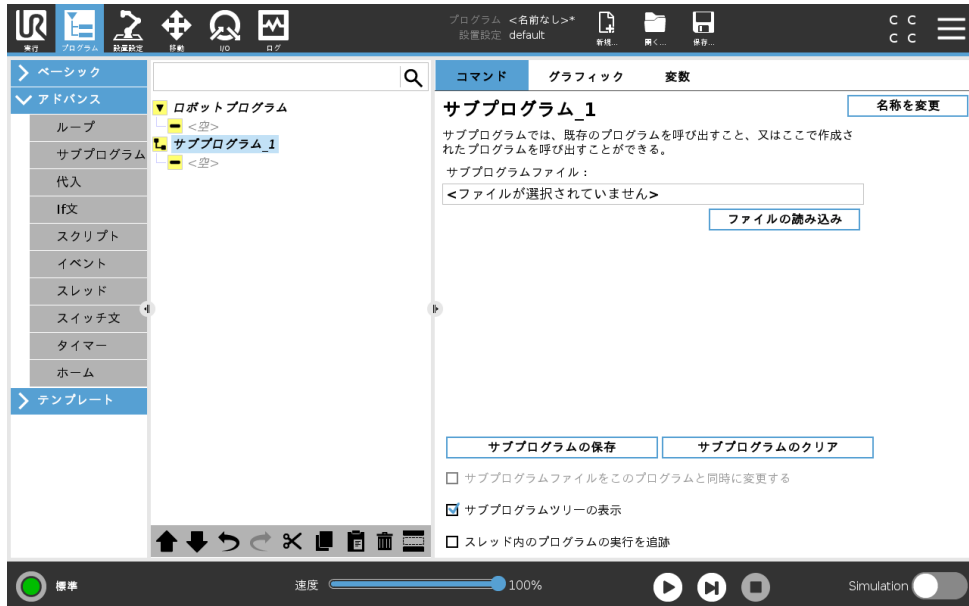 UR
実行
プログラム
設置設定
移動
I/O
ログ
プログラム <名前なし>*
設置設定 default
新規...
開く...
保存...
C C
C C
ベーシック
アドバンス
ループ
サブプログラム
代入
If文
スクリプト
イベント
スレッド
スイッチ文
タイマー
ホーム
テンプレート
ロボットプログラム
<空>
サブプログラム_1
<空>
コマンド グラフィック 変数
サブプログラム_1
名称を変更
サブプログラムでは、既存のプログラムを呼び出すこと、又はここで作成さ
れたプログラムを呼び出すことができる。
サブプログラムファイル：
<ファイルが選択されていません>
ファイルの読み込み
サブプログラムの保存 サブプログラムのクリア
サブプログラムファイルをこのプログラムと同時に変更する
サブプログラムツリーの表示
スレッド内のプログラムの実行を追跡
標準
速度 100%
Simulation